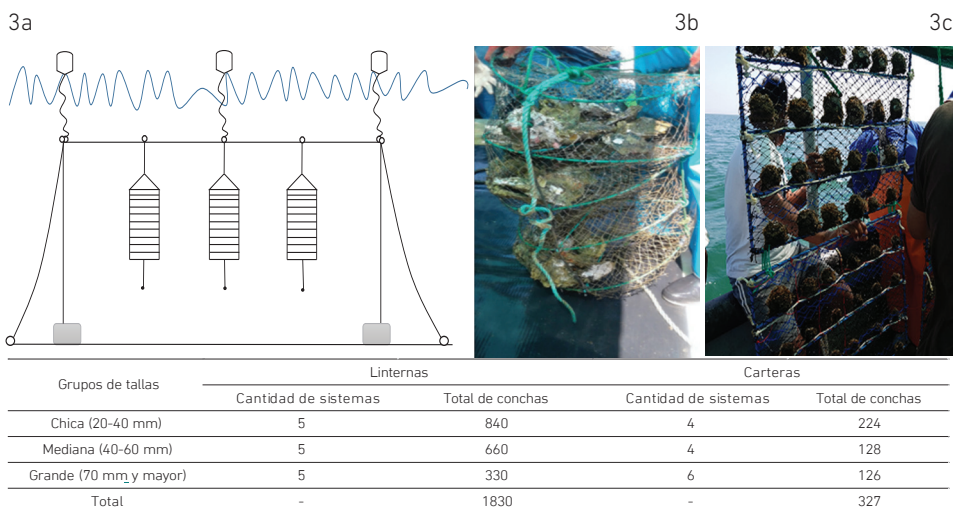 3a 3b 3c
Grupos de tallas Linternas Carteras
Cantidad de sistemas Total de conchas Cantidad de sistemas Total de conchas
Chica (20-40 mm) 5 840 4 224
Mediana (40-60 mm) 5 660 4 128
Grande (70 mm y mayor) 5 330 6 126
Total - 1830 - 327